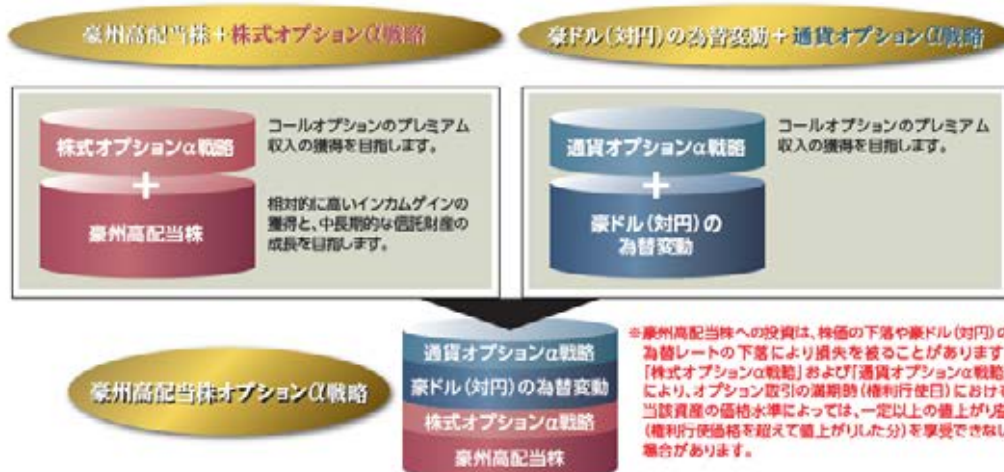 豪州高配当株+株式オプションα戦略
豪ドル(対円)の為替変動+通貨オプションα戦略
株式オプションα戦略
+
豪州高配当株
コールオプションのプレミアム
収入の獲得を目指します。
相対的に高いインカムゲインの
獲得と、中長期的な信託財産の
成長を目指します。
通貨オプションα戦略
+
豪ドル(対円)の
為替変動
コールオプションのプレミアム
収入の獲得を目指します。
豪州高配当株オプションα戦略
通貨オプションα戦略
豪ドル(対円)の為替変動
株式オプションα戦略
豪州高配当株
※豪州高配当株への投資は、株価の下落や豪ドル(対円)の
為替レートの下落により損失を被ることがあります
「株式オプションα戦略」および「通貨オプションα戦略
により、オプション取引の満期時(権利行使日)におけ
当該資産の価格水準によっては、一定以上の値上がり
(権利行使価格を超えて値上がりした分)を享受できない
場合があります。